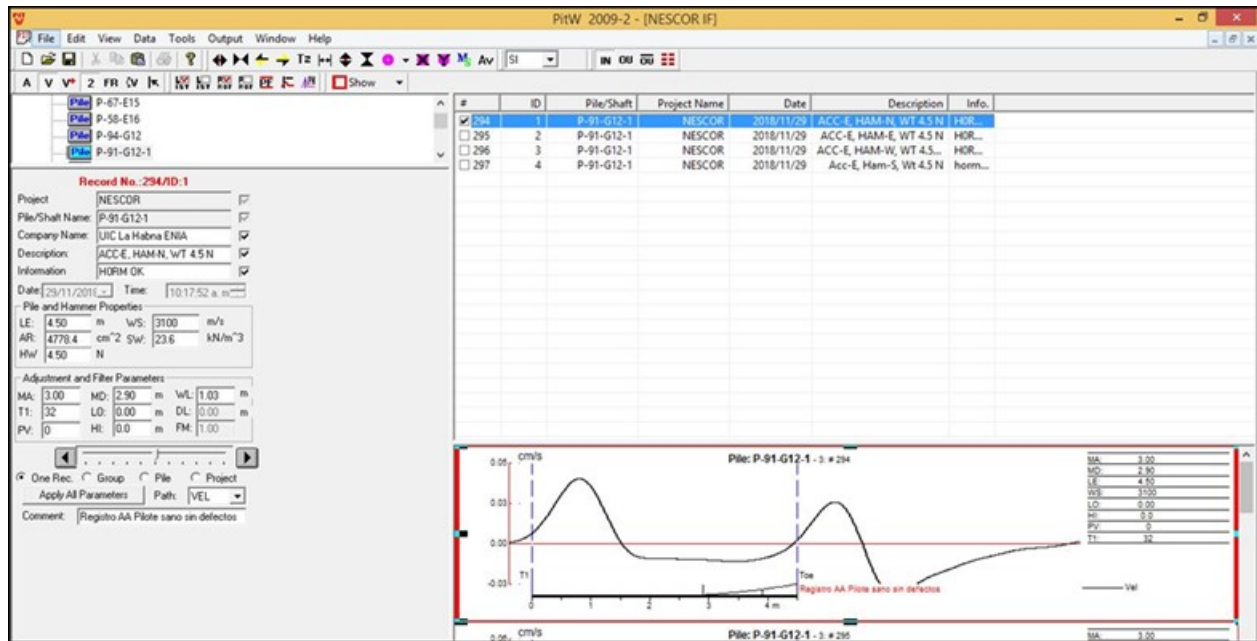 PitW 2009-2 - [NESCOR IF]
File Edit View Data Tools Output Window Help
SI
IN OU OU
A V V+ 2 FR (V
Show
Pile P-67-E15
Pile P-58-E16
Pile P-94-G12
Pile P-91-G12-1
# ID Pile/Shaft Project Name Date Description Info.
294 1 P-91-G12-1 NESCOR 2018/11/29 ACC-E, HAM-N, WT 4.5 N H0R...
295 2 P-91-G12-1 NESCOR 2018/11/29 ACC-E, HAM-E, WT 4.5 N H0R...
296 3 P-91-G12-1 NESCOR 2018/11/29 ACC-E, HAM-W, WT 4.5... H0R...
297 4 P-91-G12-1 NESCOR 2018/11/29 Acc-E, Ham-S, Wt 4.5 N horm...
Record No.:294/ID:1
Project NESCOR
Pile/Shaft Name: P-91-G12-1
Company Name: UIC La Habna ENIA
Description: ACC-E, HAM-N, WT 4.5 N
Information H0RM OK
Date: 29/11/201 Time: 10:17:52 a. m
Pile and Hammer Properties
LE: 4.50 m WS: 3100 m/s
AR: 4778.4 cm^2 SW: 23.6 kN/m^3
HW 4.50 N
Adjustment and Filter Parameters
MA: 3.00 MD: 2.90 m WL: 1.03 m
T1: 32 LO: 0.00 m DL: 0.00 m
PV: 0 HI: 0.0 m FM: 1.00
One Rec. Group Pile Project
Apply All Parameters Path: VEL
Comment: Registro AA Pilote sano sin defectos
cm/s Pile: P-91-G12-1 - 3: # 294
0.05
0.03
0.00
-0.03
T1 Toe
Registro AA Pilote sano sin defectos
0 1 2 3 4 m
MA: 3.00
MD: 2.90
LE: 4.50
WS: 3100
LO: 0.00
HI: 0.0
PV: 0
T1: 32
Vel
0.05 cm/s Pile: P-91-G12-1 - 3: # 295 MA: 3.00